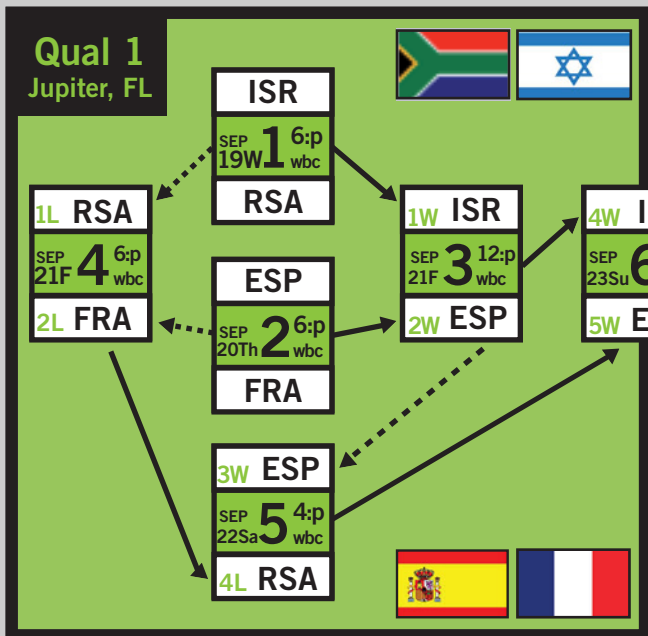 Qual 1
Jupiter, FL
ISR
SEP 19W 1 6:p wbc
RSA
1L RSA
SEP 21F 4 6:p wbc
2L FRA
ESP
SEP 20Th 2 6:p wbc
FRA
1W ISR
SEP 21F 3 12:p wbc
2W ESP
3W ESP
SEP 22Sa 5 4:p wbc
4L RSA
4W I
SEP 23Su 6
5W E